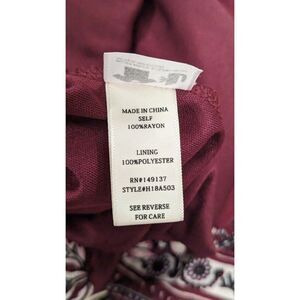 MADE IN CHINA
SELF
100%RAYON
LINING
100%POLYESTER
RN#149137
STYLE#H18A503
SEE REVERSE
FOR CARE